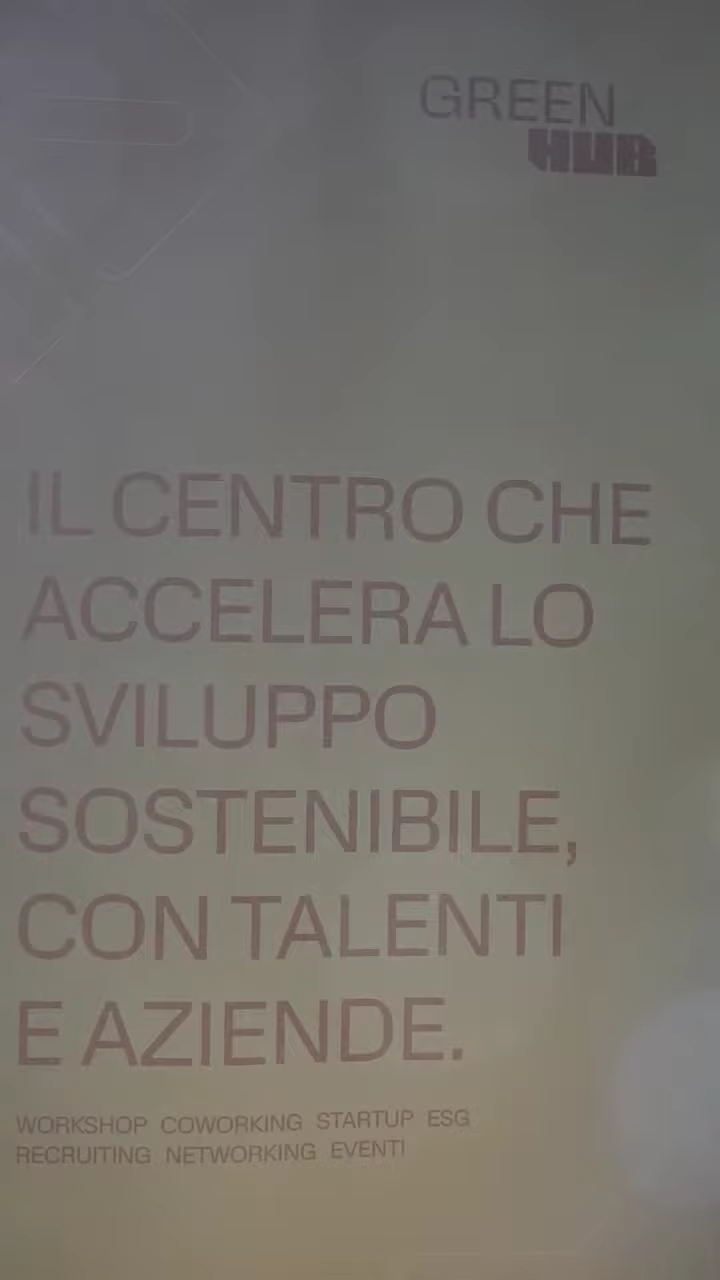 GREEN
HUB
IL CENTRO CHE
ACCELERA LO
SVILUPPO
SOSTENIBILE,
CON TALENTI
E AZIENDE.
WORKSHOP COWORKING STARTUP ESG
RECRUITING NETWORKING EVENTI